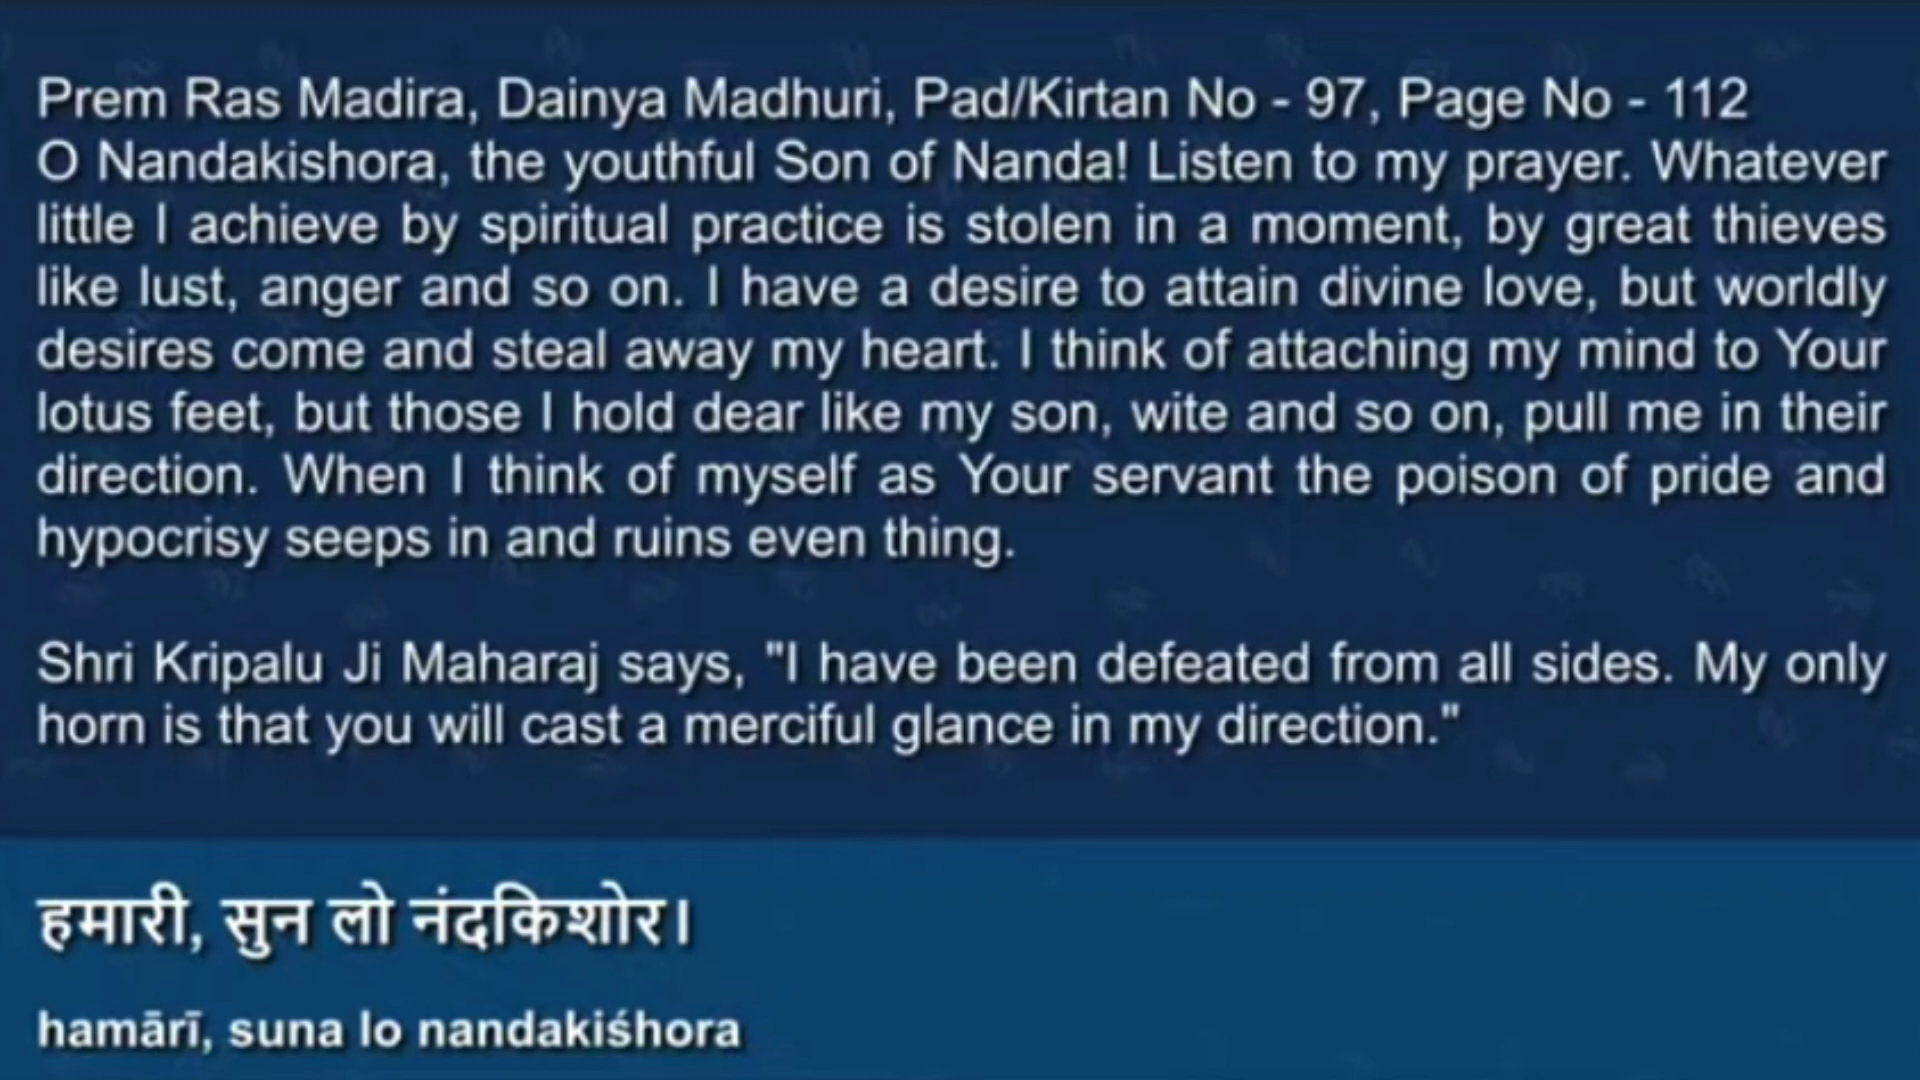 Prem Ras Madira, Dainya Madhuri, Pad/Kirtan No - 97, Page No - 112
O Nandakishora, the youthful Son of Nanda! Listen to my prayer. Whatever
little I achieve by spiritual practice is stolen in a moment, by great thieves
like lust, anger and so on. I have a desire to attain divine love, but worldly
desires come and steal away my heart. I think of attaching my mind to Your
lotus feet, but those I hold dear like my son, wite and so on, pull me in their
direction. When I think of myself as Your servant the poison of pride and
hypocrisy seeps in and ruins even thing.
Shri Kripalu Ji Maharaj says, "I have been defeated from all sides. My only
horn is that you will cast a merciful glance in my direction."
हमारी, सुन लो नंदकिशोर।
hamārī, suna lo nandakiśhora